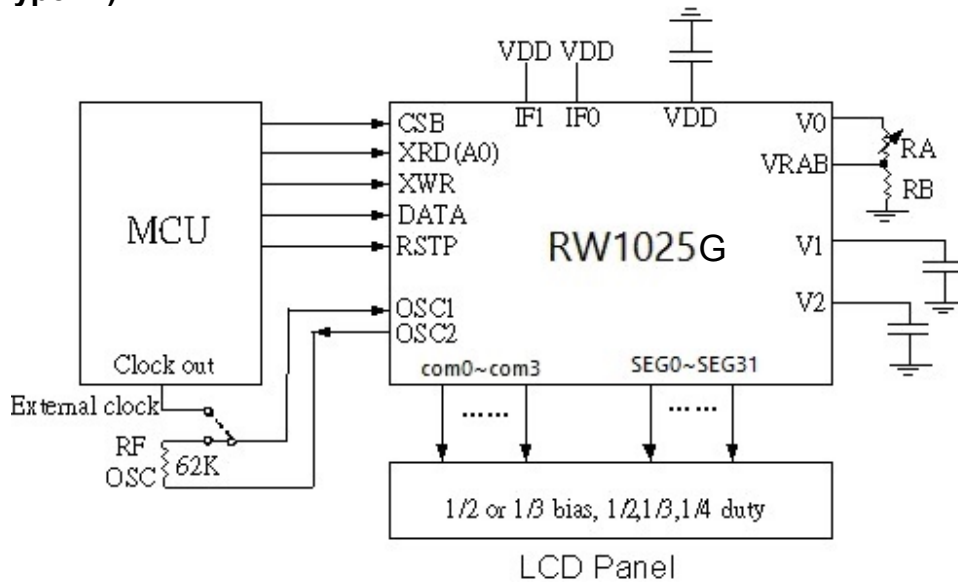 VDD VDD
IF1 IF0 VDD
CSB
XRD(A0)
XWR
DATA
RSTP
OSC1
OSC2
MCU
Clock out
RW1025G
V0
VRAB
V1
V2
RA
RB
com0~com3 SEG0~SEG31
...... ......
External clock
RF
OSC
62K
1/2 or 1/3 bias, 1/2,1/3,1/4 duty
LCD Panel